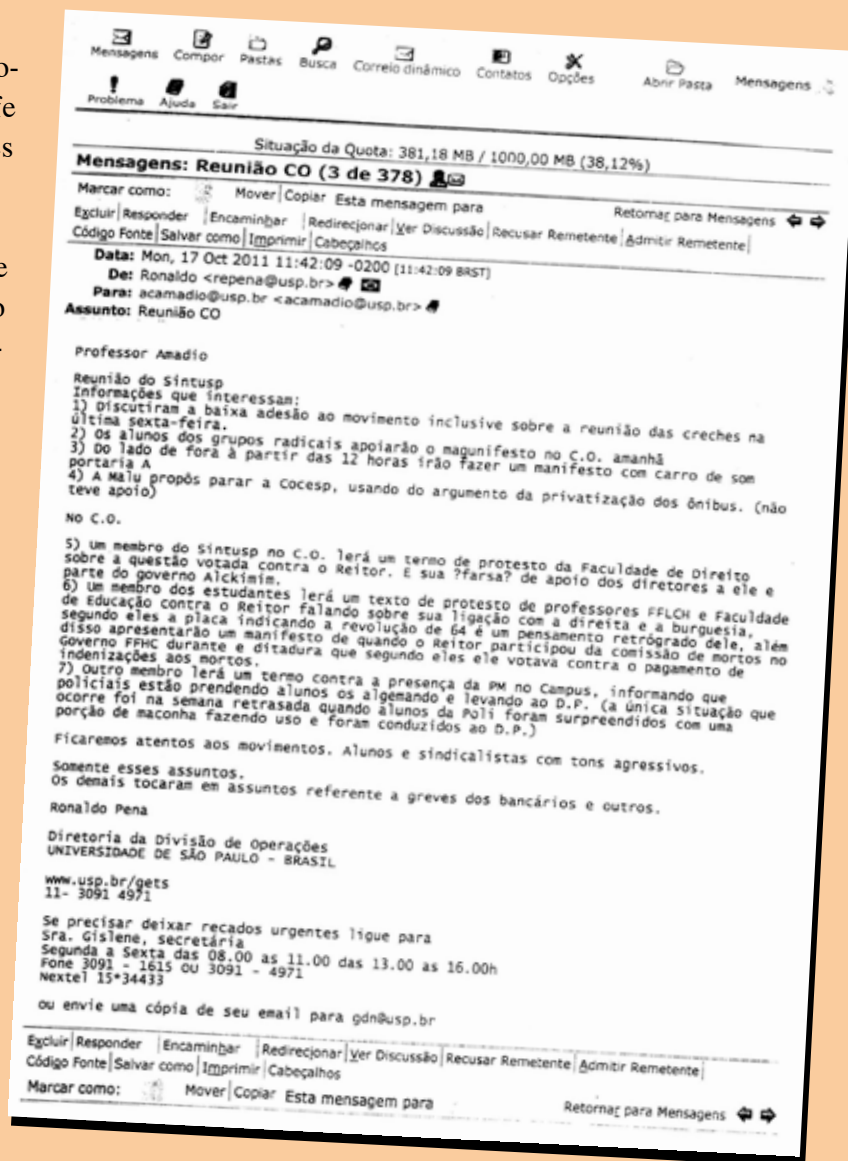 o-
fe
s
e
o
Mensagens Compor Pastas Busca Correio dinâmico Contatos Opções Abrir Pasta Mensagens
Problema Ajuda Sair
Situação da Quota: 381,18 MB / 1000,00 MB (38,12%)
Mensagens: Reunião CO (3 de 378)
Marcar como: Mover|Copiar Esta mensagem para Retornar para Mensagens
Excluir|Responder |Encaminhar |Redirecionar|Ver Discussão|Recusar Remetente|Admitir Remetente|
Código Fonte|Salvar como|Imprimir|Cabeçalhos
Data: Mon, 17 Oct 2011 11:42:09 -0200 [11:42:09 BRST]
De: Ronaldo <repena@usp.br>
Para: acamadio@usp.br <acamadio@usp.br>
Assunto: Reunião CO
Professor Amadio
Reunião do Sintusp
Informações que interessam:
1) Discutiram a baixa adesão ao movimento inclusive sobre a reunião das creches na
última sexta-feira.
2) Os alunos dos grupos radicais apoiarão o magunifesto no C.O. amanhã
3) Do lado de fora à partir das 12 horas irão fazer um manifesto com carro de som
portaria A
4) A Malu propôs parar a Cocesp, usando do argumento da privatização dos ônibus. (não
teve apoio)
No C.O.
5) Um membro do Sintusp no C.O. lerá um termo de protesto da Faculdade de Direito
sobre a questão votada contra o Reitor. E sua ?farsa? de apoio dos diretores a ele e
parte do governo Alckimim.
6) Um membro dos estudantes lerá um texto de protesto de professores FFLCH e Faculdade
de Educação contra o Reitor falando sobre sua ligação com a direita e a burguesia,
segundo eles a placa indicando a revolução de 64 é um pensamento retrógrado dele, além
disso apresentarão um manifesto de quando o Reitor participou da comissão de mortos no
Governo FFHC durante e ditadura que segundo eles ele votava contra o pagamento de
indenizações aos mortos.
7) Outro membro lerá um termo contra a presença da PM no Campus, informando que
policiais estão prendendo alunos os algemando e levando ao D.P. (a única situação que
ocorre foi na semana retrasada quando alunos da Poli foram surpreendidos com uma
porção de maconha fazendo uso e foram conduzidos ao D.P.)
Ficaremos atentos aos movimentos. Alunos e sindicalistas com tons agressivos.
Somente esses assuntos.
Os demais tocaram em assuntos referente a greves dos bancários e outros.
Ronaldo Pena
Diretoria da Divisão de Operações
UNIVERSIDADE DE SÃO PAULO - BRASIL
www.usp.br/gets
11- 3091 4971
Se precisar deixar recados urgentes ligue para
Sra. Gislene, secretária
Segunda a Sexta das 08.00 as 11.00 das 13.00 as 16.00h
Fone 3091 - 1615 OU 3091 - 4971
Nextel 15*34433
ou envie uma cópia de seu email para gdn@usp.br
Excluir|Responder |Encaminhar |Redirecionar|Ver Discussão|Recusar Remetente|Admitir Remetente|
Código Fonte|Salvar como|Imprimir|Cabeçalhos
Marcar como: Mover|Copiar Esta mensagem para Retornar para Mensagens